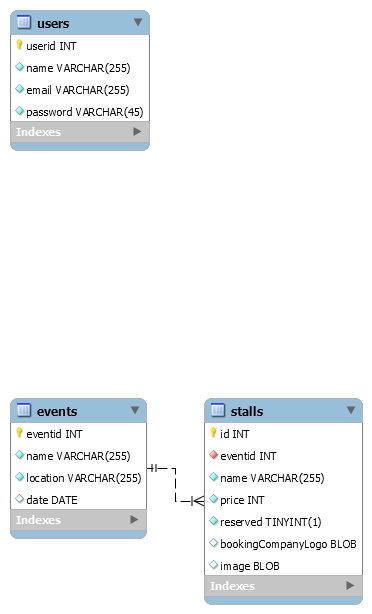 users
userid INT
name VARCHAR(255)
email VARCHAR(255)
password VARCHAR(45)
Indexes
events
eventid INT
name VARCHAR(255)
location VARCHAR(255)
date DATE
Indexes
stalls
id INT
eventid INT
name VARCHAR(255)
price INT
reserved TINYINT(1)
bookingCompanyLogo BLOB
image BLOB
Indexes